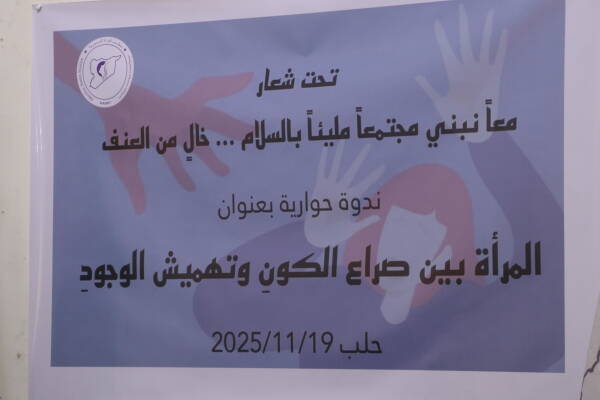 تحت شعار
معاً نبني مجتمعاً مليئاً بالسلام ... خالٍ من العنف
ندوة حوارية بعنوان
المرأة بين صراع الكونِ وتهميش الوجودِ
حلب 2025/11/19